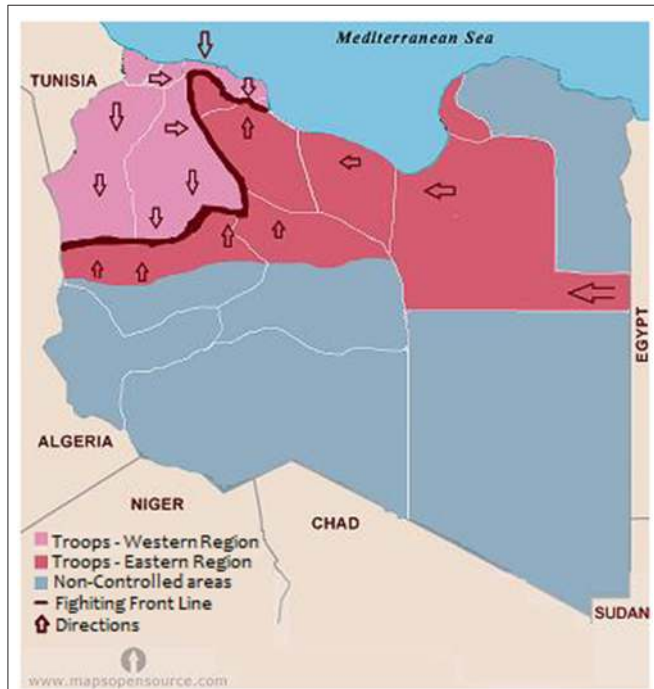 Mediterranean Sea
TUNISIA
EGYPT
ALGERIA
NIGER
CHAD
SUDAN
Troops - Western Region
Troops - Eastern Region
Non-Controlled areas
Fighiting Front Line
Directions
www.mapsopensource.com